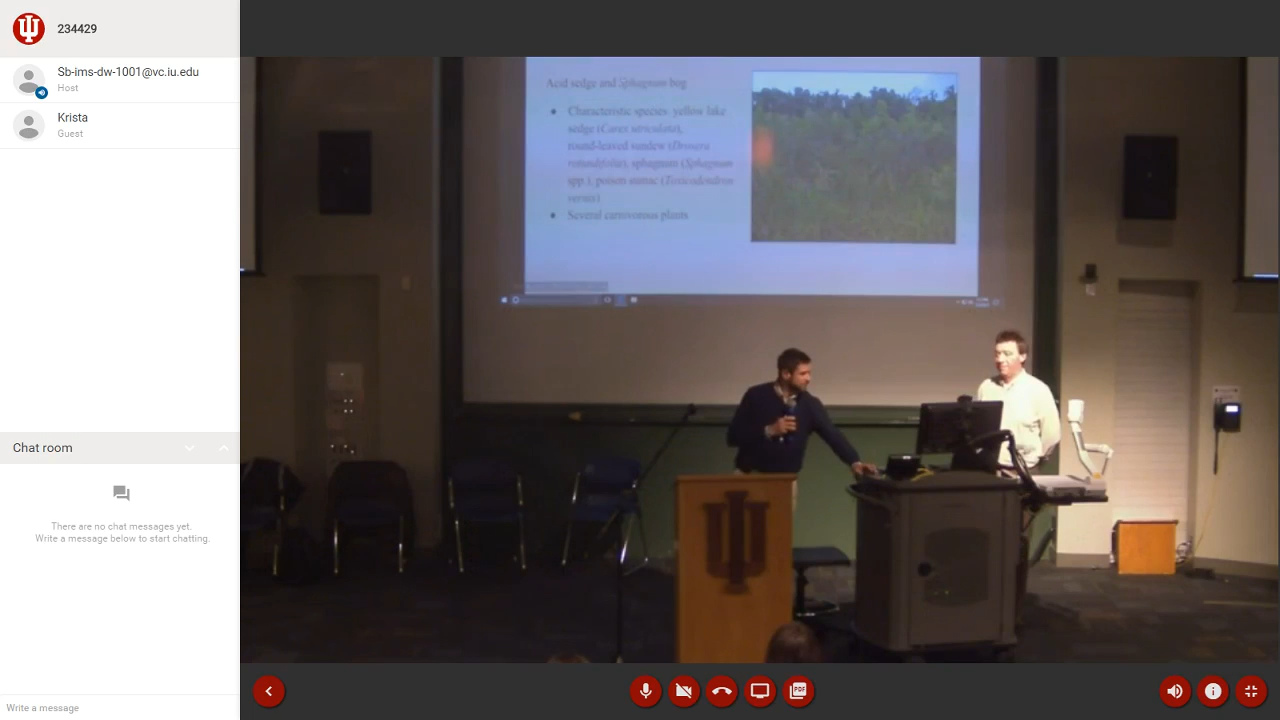 234429
Sb-ims-dw-1001@vc.iu.edu
Host
Krista
Guest
Chat room
There are no chat messages yet.
Write a message below to start chatting.
Write a message
Acid sedge and Sphagnum bog
Characteristic species: yellow lake
sedge (Carex utriculata),
round-leaved sundew (Drosera
rotundifolia), sphagnum (Sphagnum
spp.), poison sumac (Toxicodendron
vernix)
Several carnivorous plants
PDF